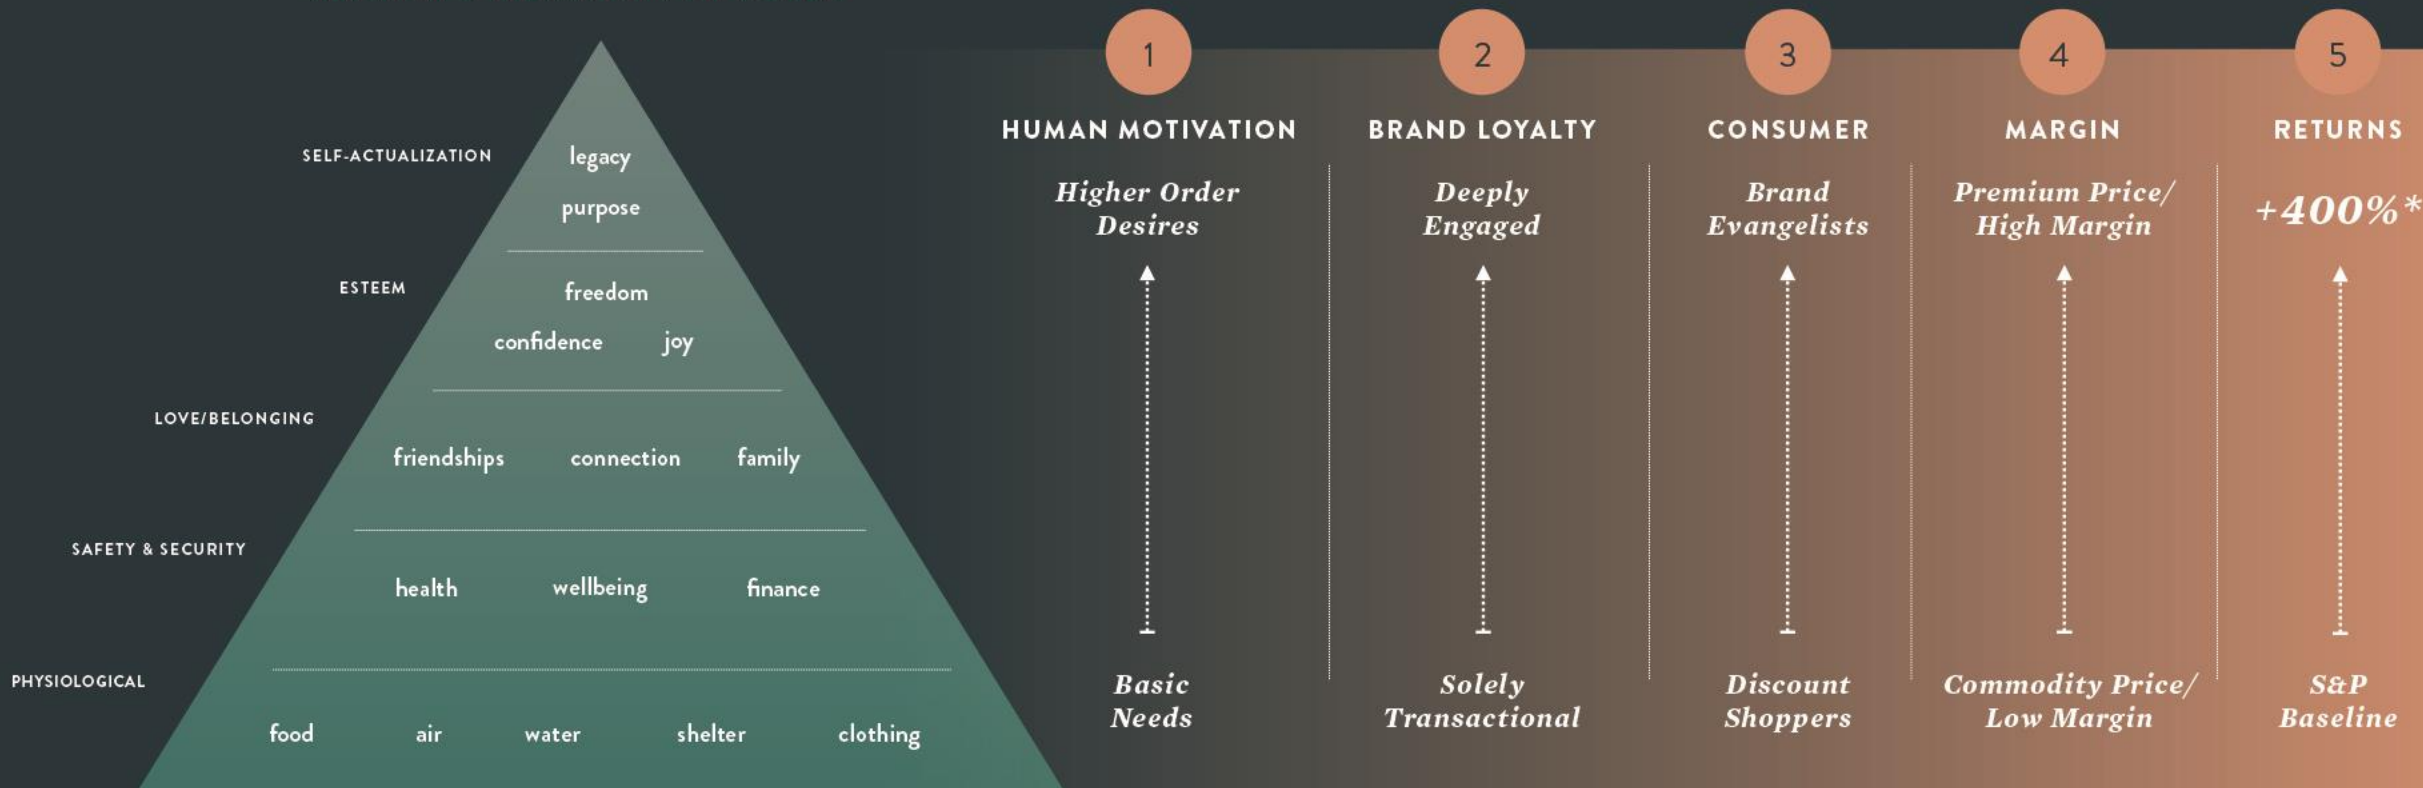 SELF-ACTUALIZATION
legacy
purpose
ESTEEM
freedom
confidence joy
LOVE/BELONGING
friendships connection family
SAFETY & SECURITY
health wellbeing finance
PHYSIOLOGICAL
food air water shelter clothing
1
HUMAN MOTIVATION
Higher Order
Desires
Basic
Needs
2
BRAND LOYALTY
Deeply
Engaged
Solely
Transactional
3
CONSUMER
Brand
Evangelists
Discount
Shoppers
4
MARGIN
Premium Price/
High Margin
Commodity Price/
Low Margin
5
RETURNS
+400%*
S&P
Baseline